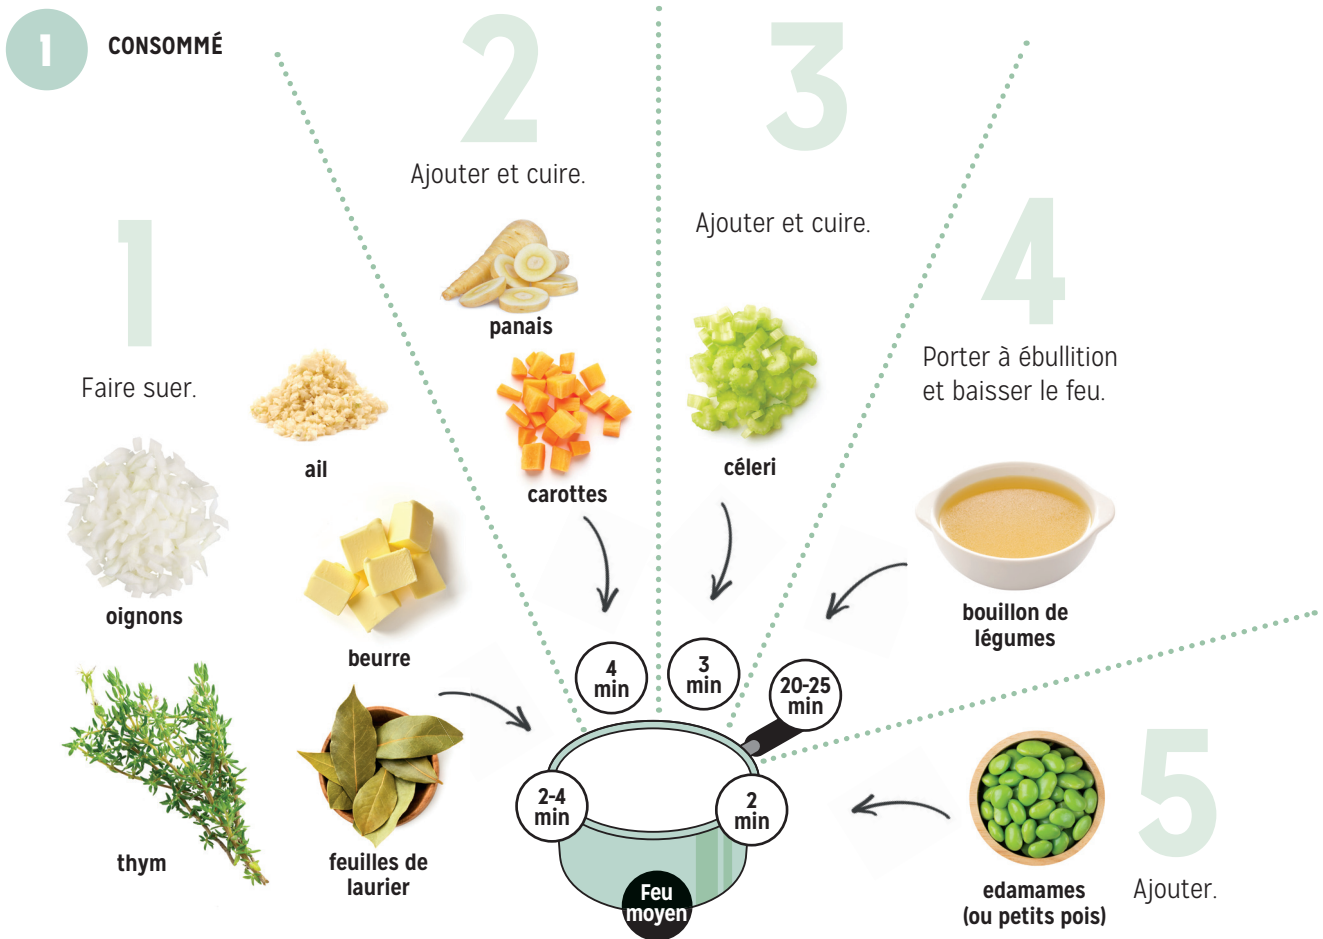 1
CONSOMMÉ
1
Faire suer.
ail
oignons
beurre
thym
feuilles de
laurier
2-4
min
2
Ajouter et cuire.
panais
carottes
4
min
3
Ajouter et cuire.
céleri
3
min
4
Porter à ébullition
et baisser le feu.
bouillon de
légumes
20-25
min
5
Ajouter.
edamames
(ou petits pois)
2
min
Feu
moyen